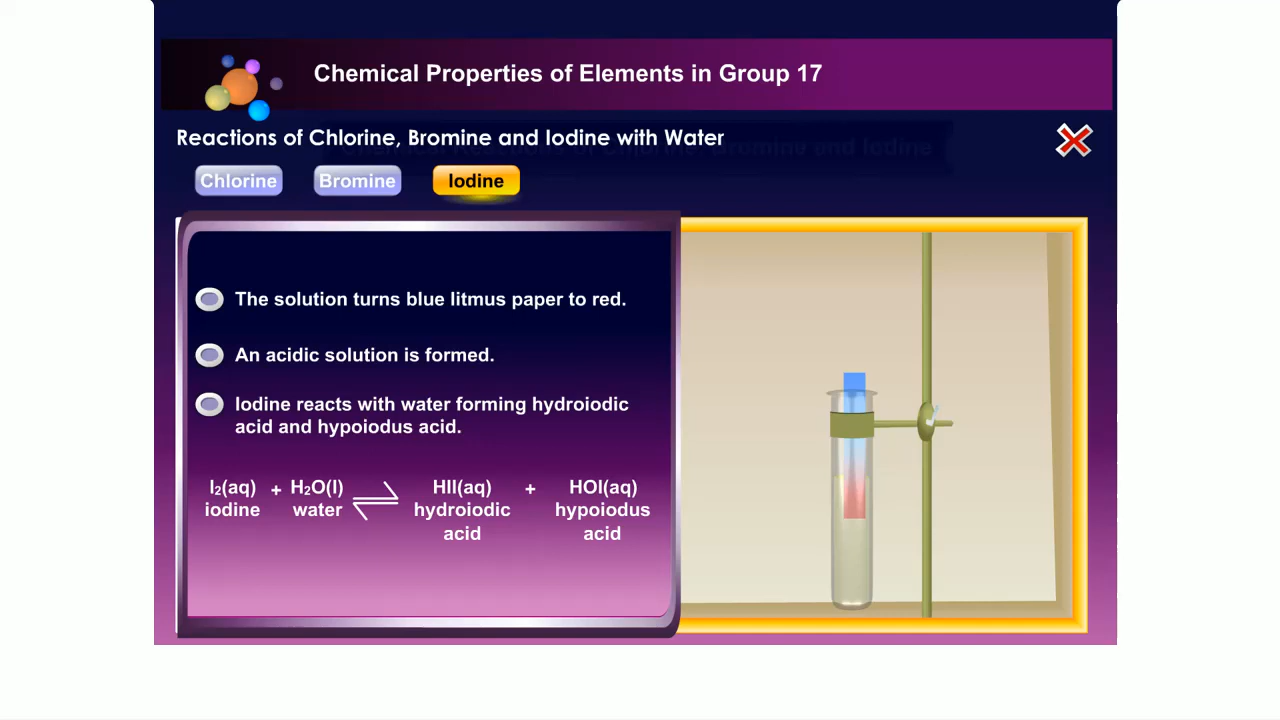 Chemical Properties of Elements in Group 17
Reactions of Chlorine, Bromine and Iodine with Water
Chlorine Bromine Iodine
The solution turns blue litmus paper to red.
An acidic solution is formed.
Iodine reacts with water forming hydroiodic
acid and hypoiodus acid.
I₂(aq) + H₂O(l) ⇌ HII(aq) + HOI(aq)
iodine water hydroiodic hypoiodus
acid acid